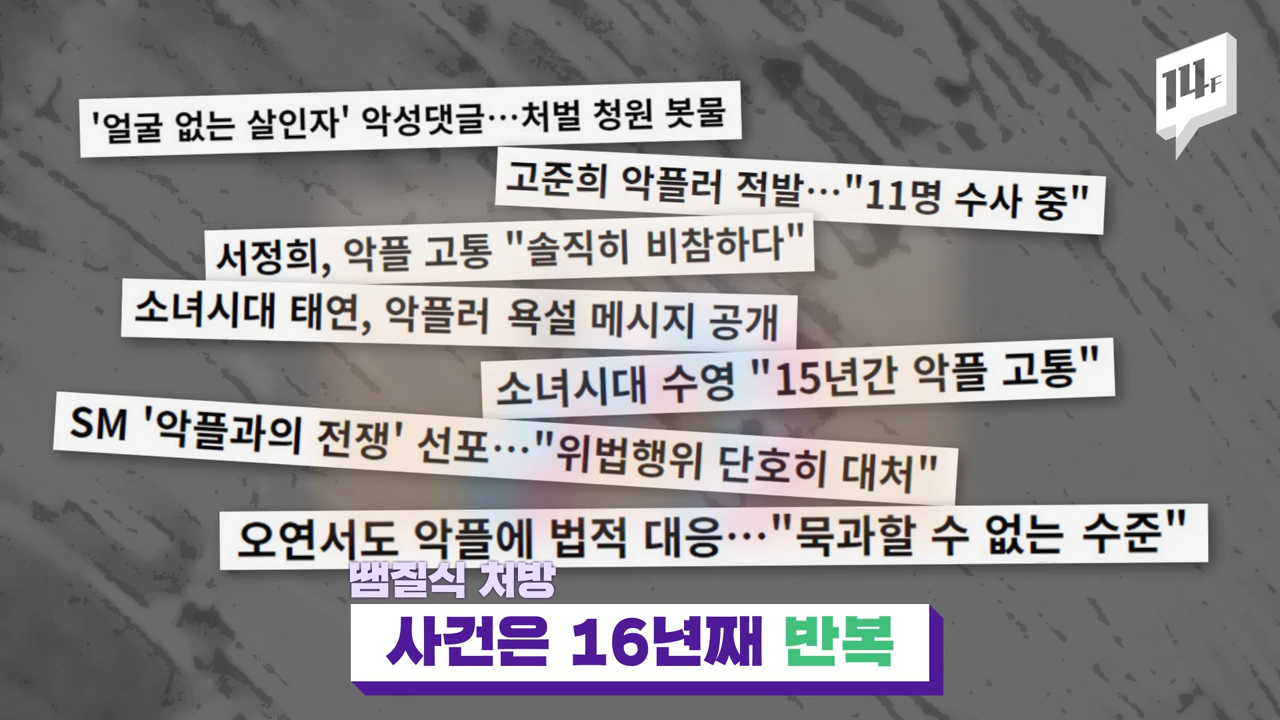 14F
'얼굴 없는 살인자' 악성댓글…처벌 청원 봇물
고준희 악플러 적발…"11명 수사 중"
서정희, 악플 고통 "솔직히 비참하다"
소녀시대 태연, 악플러 욕설 메시지 공개
소녀시대 수영 "15년간 악플 고통"
SM '악플과의 전쟁' 선포…"위법행위 단호히 대처"
오연서도 악플에 법적 대응…"묵과할 수 없는 수준"
땜질식 처방
사건은 16년째 반복